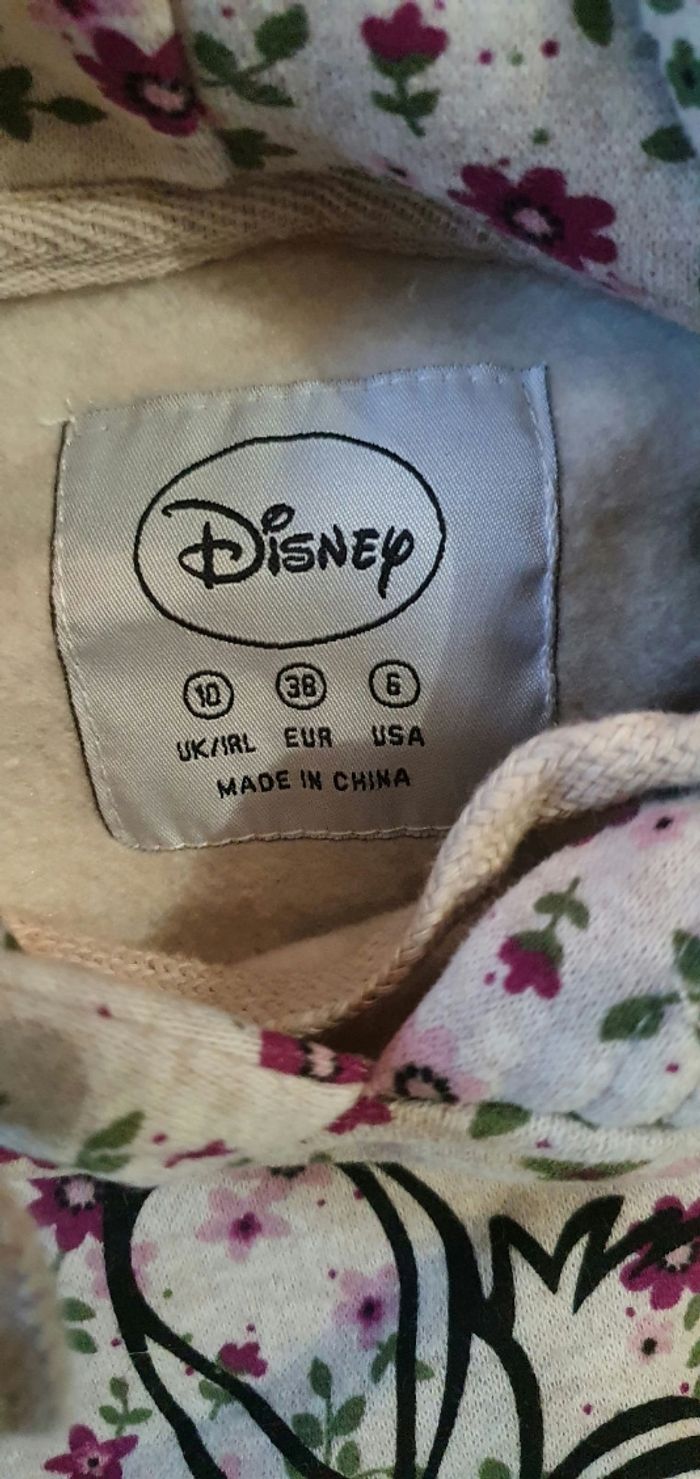 Disney
10 38 6
UK/IRL EUR USA
MADE IN CHINA